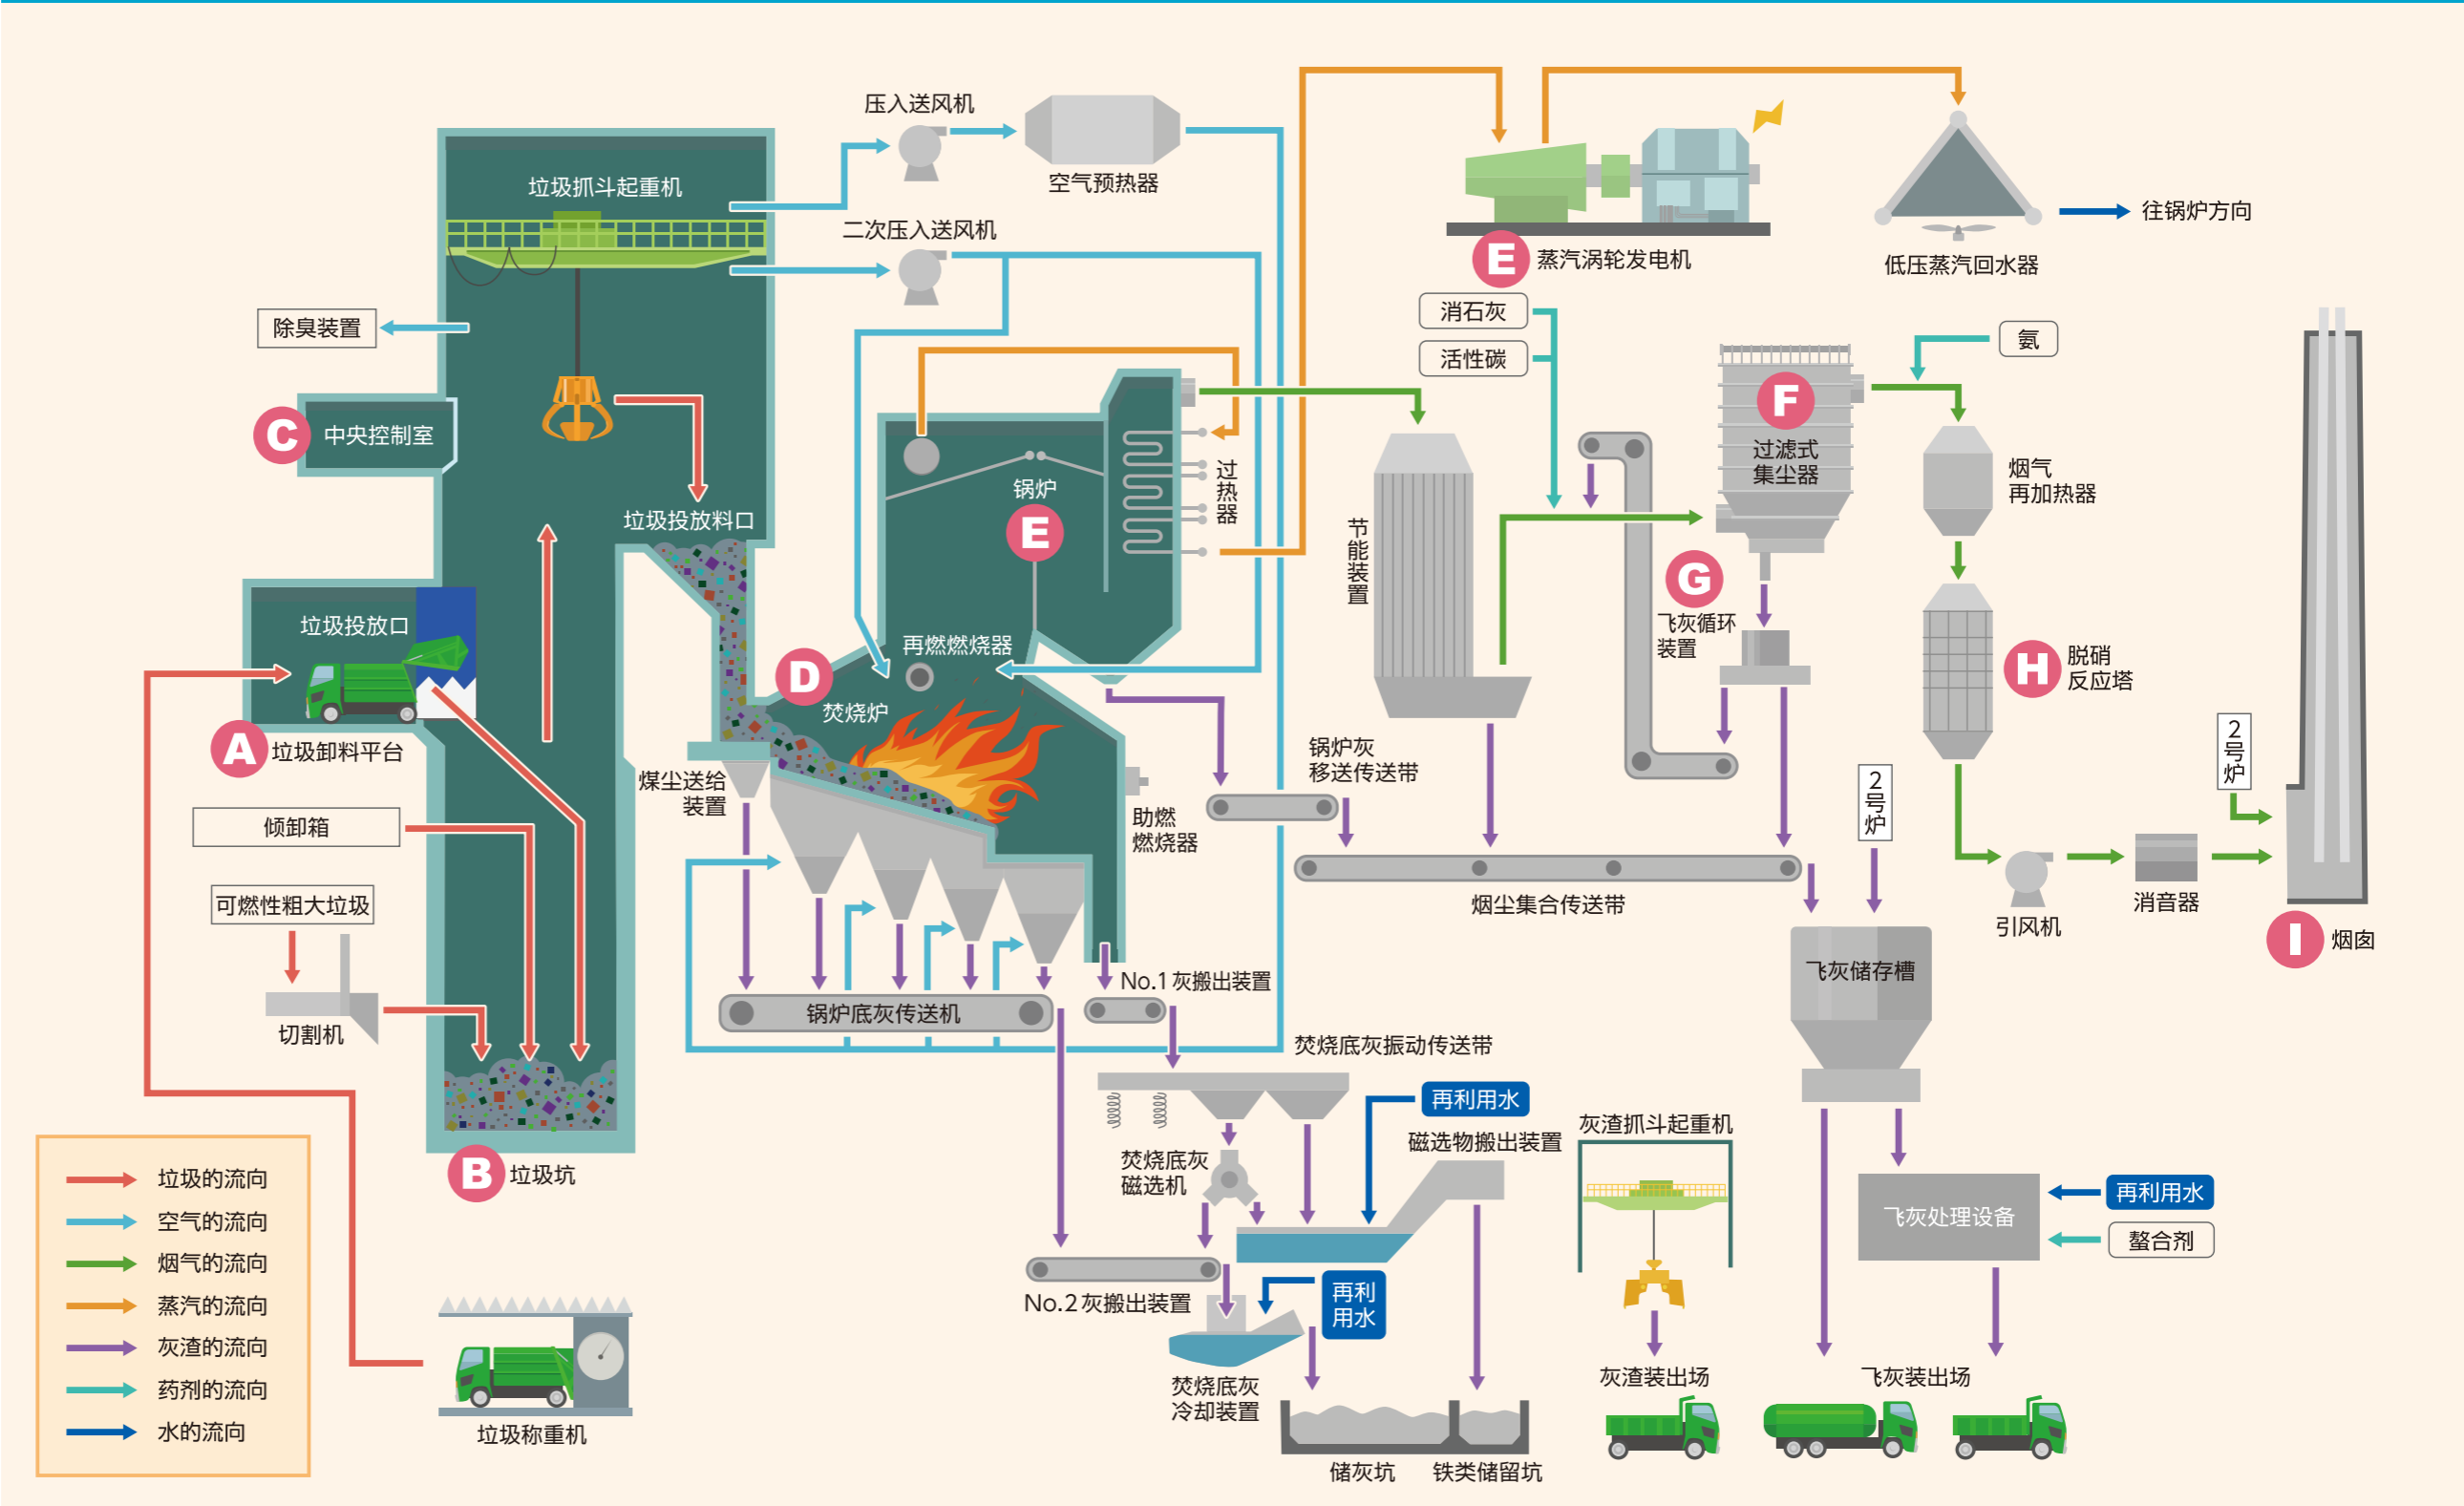 压入送风机
空气预热器
垃圾抓斗起重机
二次压入送风机
往锅炉方向
E
蒸汽涡轮发电机
低压蒸汽回水器
除臭装置
消石灰
活性碳
氨
C
中央控制室
F
过滤式
集尘器
过热器
锅炉
E
烟气
再加热器
垃圾投放料口
节能装置
G
飞灰循环
装置
垃圾投放口
再燃燃烧器
D
焚烧炉
H
脱硝
反应塔
A
垃圾卸料平台
煤尘送给
装置
锅炉灰
移送传送带
2号炉
2号炉
倾卸箱
助燃
燃烧器
可燃性粗大垃圾
烟尘集合传送带
消音器
引风机
I
烟囱
飞灰储存槽
No.1灰搬出装置
锅炉底灰传送机
切割机
焚烧底灰振动传送带
再利用水
灰渣抓斗起重机
磁选物搬出装置
焚烧底灰
磁选机
B
垃圾坑
垃圾的流向
空气的流向
烟气的流向
蒸汽的流向
灰渣的流向
药剂的流向
水的流向
再利用水
飞灰处理设备
螯合剂
No.2灰搬出装置
再利
用水
焚烧底灰
冷却装置
灰渣装出场
飞灰装出场
垃圾称重机
储灰坑
铁类储留坑